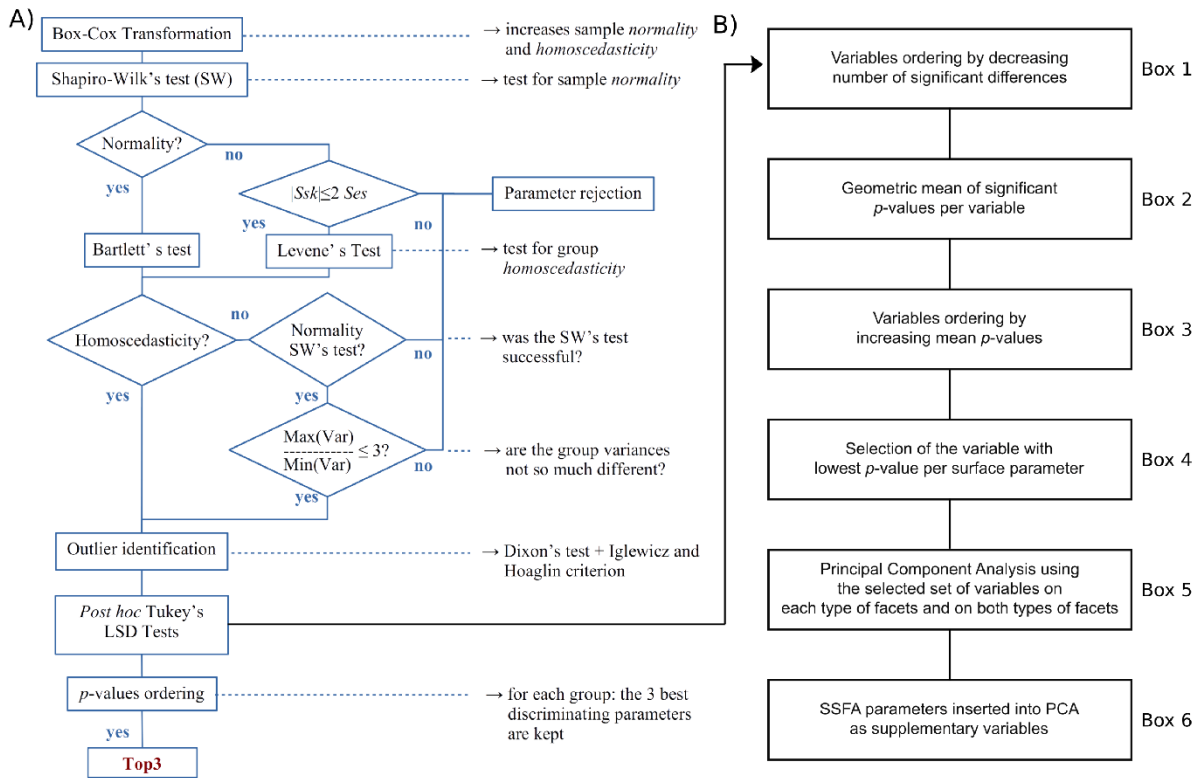 A)
Box-Cox Transformation
→ increases sample normality
and homoscedasticity
Shapiro-Wilk's test (SW)
→ test for sample normality
Normality?
no
yes
|Ssk|≤2 Ses
Parameter rejection
yes
no
Bartlett' s test
Levene' s Test
→ test for group
homoscedasticity
Homoscedasticity?
no
Normality
SW's test?
no
→ was the SW's test
successful?
yes
yes
Max(Var)
------------
Min(Var)
≤ 3?
no
→ are the group variances
not so much different?
yes
Outlier identification
→ Dixon's test + Iglewicz and
Hoaglin criterion
Post hoc Tukey's
LSD Tests
p-values ordering
→ for each group: the 3 best
discriminating parameters
are kept
yes
Top3
B)
Variables ordering by decreasing
number of significant differences
Box 1
Geometric mean of significant
p-values per variable
Box 2
Variables ordering by
increasing mean p-values
Box 3
Selection of the variable with
lowest p-value per surface parameter
Box 4
Principal Component Analysis using
the selected set of variables on
each type of facets and on both types of facets
Box 5
SSFA parameters inserted into PCA
as supplementary variables
Box 6